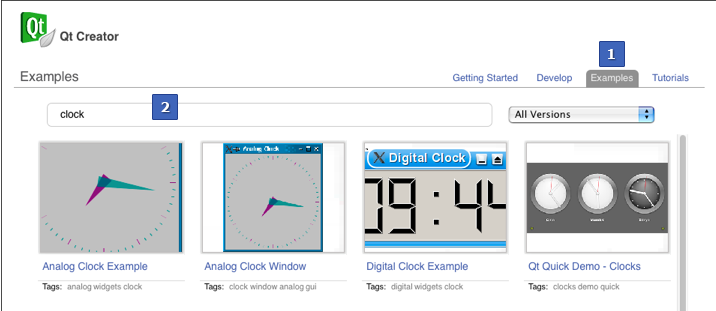 Qt Qt Creator
1
Examples Getting Started Develop Examples Tutorials
clock 2 All Versions
Analog Clock
Digital Clock
09:44
Analog Clock Example Analog Clock Window Digital Clock Example Qt Quick Demo - Clocks
Tags: analog widgets clock Tags: clock window analog gui Tags: digital widgets clock Tags: clocks demo quick